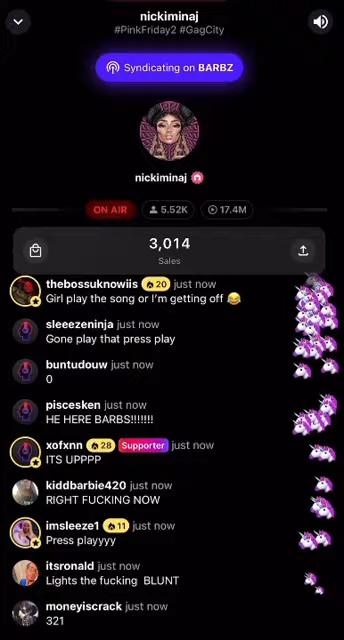 nickiminaj
#PinkFriday2 #GagCity
Syndicating on BARBZ
nickiminaj
ON AIR 5.52K 17.4M
3,014
Sales
thebossuknowiis 20 just now
Girl play the song or I'm getting off 😂
sleeezeninja just now
Gone play that press play
buntudouw just now
0
piscesken just now
HE HERE BARBS!!!!!!!
xofxnn 28 Supporter just now
ITS UPPPP
kiddbarbie420 just now
RIGHT FUCKING NOW
imsleeze1 11 just now
Press playyyy
itsronald just now
Lights the fucking BLUNT
moneyiscrack just now
321